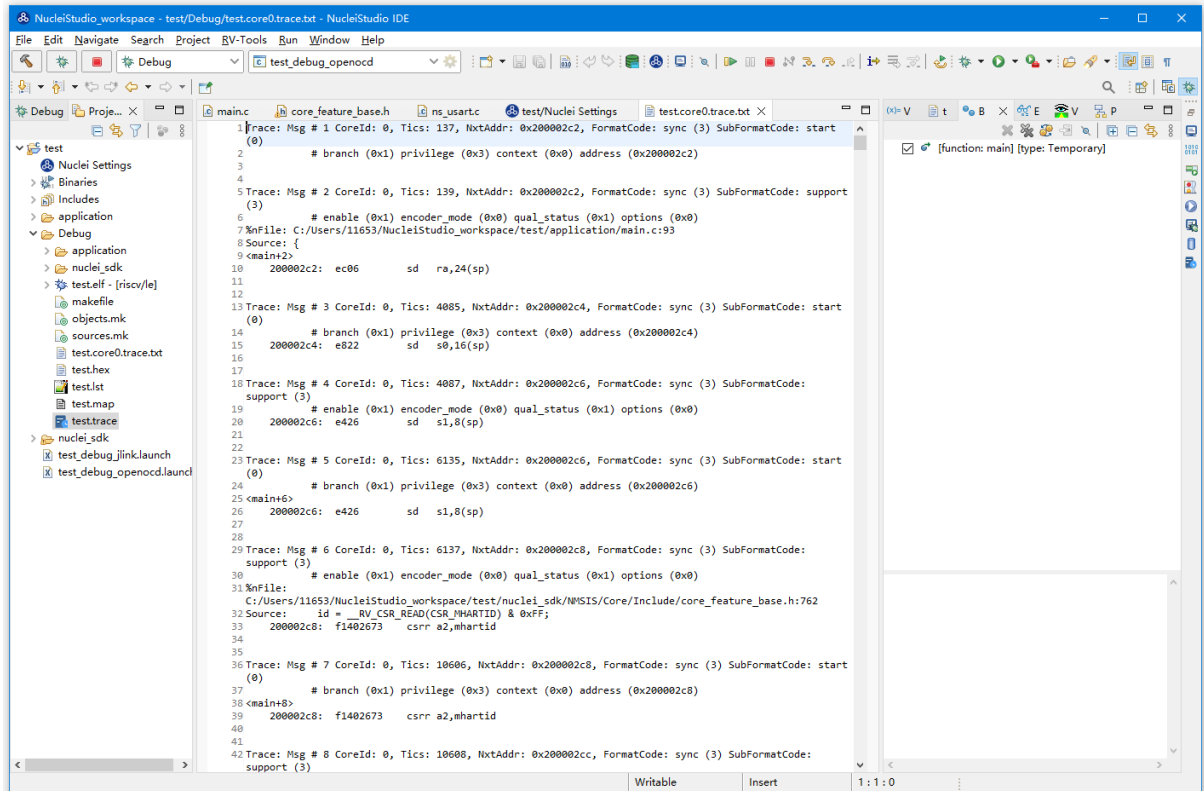 NucleiStudio_workspace - test/Debug/test.core0.trace.txt - NucleiStudio IDE
File Edit Navigate Search Project RV-Tools Run Window Help
Debug
test_debug_openocd
Debug
Proje...
main.c
core_feature_base.h
ns_usart.c
test/Nuclei Settings
test.core0.trace.txt
(x)= V
t
B
E
V
P
test
Nuclei Settings
Binaries
Includes
application
Debug
application
nuclei_sdk
test.elf - [riscv/le]
makefile
objects.mk
sources.mk
test.core0.trace.txt
test.hex
test.lst
test.map
test.trace
nuclei_sdk
test_debug_jlink.launch
test_debug_openocd.launch
1 Trace: Msg # 1 CoreId: 0, Tics: 137, NxtAddr: 0x200002c2, FormatCode: sync (3) SubFormatCode: start
(0)
2 # branch (0x1) privilege (0x3) context (0x0) address (0x200002c2)
3
4
5 Trace: Msg # 2 CoreId: 0, Tics: 139, NxtAddr: 0x200002c2, FormatCode: sync (3) SubFormatCode: support
(3)
6 # enable (0x1) encoder_mode (0x0) qual_status (0x1) options (0x0)
7 %nFile: C:/Users/11653/NucleiStudio_workspace/test/application/main.c:93
8 Source: {
9 <main+2>
10 200002c2: ec06 sd ra,24(sp)
11
12
13 Trace: Msg # 3 CoreId: 0, Tics: 4085, NxtAddr: 0x200002c4, FormatCode: sync (3) SubFormatCode: start
(0)
14 # branch (0x1) privilege (0x3) context (0x0) address (0x200002c4)
15 200002c4: e822 sd s0,16(sp)
16
17
18 Trace: Msg # 4 CoreId: 0, Tics: 4087, NxtAddr: 0x200002c6, FormatCode: sync (3) SubFormatCode:
support (3)
19 # enable (0x1) encoder_mode (0x0) qual_status (0x1) options (0x0)
20 200002c6: e426 sd s1,8(sp)
21
22
23 Trace: Msg # 5 CoreId: 0, Tics: 6135, NxtAddr: 0x200002c6, FormatCode: sync (3) SubFormatCode: start
(0)
24 # branch (0x1) privilege (0x3) context (0x0) address (0x200002c6)
25 <main+6>
26 200002c6: e426 sd s1,8(sp)
27
28
29 Trace: Msg # 6 CoreId: 0, Tics: 6137, NxtAddr: 0x200002c8, FormatCode: sync (3) SubFormatCode:
support (3)
30 # enable (0x1) encoder_mode (0x0) qual_status (0x1) options (0x0)
31 %nFile:
C:/Users/11653/NucleiStudio_workspace/test/nuclei_sdk/NMSIS/Core/Include/core_feature_base.h:762
32 Source: id = __RV_CSR_READ(CSR_MHARTID) & 0xFF;
33 200002c8: f1402673 csrr a2,mhartid
34
35
36 Trace: Msg # 7 CoreId: 0, Tics: 10606, NxtAddr: 0x200002c8, FormatCode: sync (3) SubFormatCode: start
(0)
37 # branch (0x1) privilege (0x3) context (0x0) address (0x200002c8)
38 <main+8>
39 200002c8: f1402673 csrr a2,mhartid
40
41
42 Trace: Msg # 8 CoreId: 0, Tics: 10608, NxtAddr: 0x200002cc, FormatCode: sync (3) SubFormatCode:
support (3)
[function: main] [type: Temporary]
Writable
Insert
1 : 1 : 0